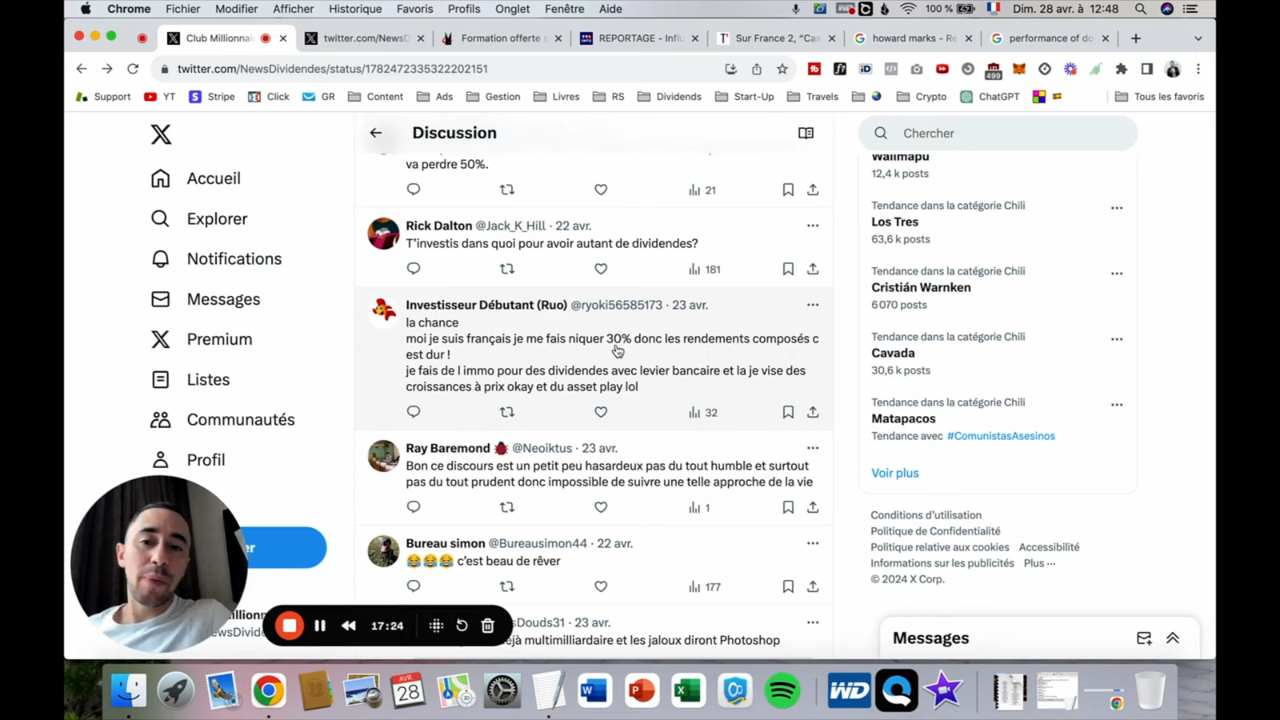 Chrome Fichier Modifier Afficher Historique Favoris Profils Onglet Fenêtre Aide
100 % Dim. 28 avr. à 12:48
Club Millionnai
twitter.com/NewsD
Formation offerte s
REPORTAGE - Influ
Sur France 2, “Cas
howard marks - Re
performance of do
twitter.com/NewsDividendes/status/1782472335322202151
499
Support YT Stripe Click GR Content Ads Gestion Livres RS Dividends Start-Up Travels Crypto ChatGPT Tous les favoris
Accueil
Explorer
Notifications
Messages
Premium
Listes
Communautés
Profil
er
NewsDivide
Discussion
va perdre 50%.
21
Rick Dalton @Jack_K_Hill · 22 avr.
T’investis dans quoi pour avoir autant de dividendes?
181
Investisseur Débutant (Ruo) @ryoki56585173 · 23 avr.
la chance
moi je suis français je me fais niquer 30% donc les rendements composés c
est dur !
je fais de l immo pour des dividendes avec levier bancaire et la je vise des
croissances à prix okay et du asset play lol
32
Ray Baremond 🐞 @Neoiktus · 23 avr.
Bon ce discours est un petit peu hasardeux pas du tout humble et surtout
pas du tout prudent donc impossible de suivre une telle approche de la vie
1
Bureau simon @Bureausimon44 · 22 avr.
😂😂😂 c’est beau de rêver
177
sDouds31 · 23 avr.
éjà multimilliardaire et les jaloux diront Photoshop
17:24
Chercher
Wallmapu
12,4 k posts
Tendance dans la catégorie Chili
Los Tres
63,6 k posts
Tendance dans la catégorie Chili
Cristián Warnken
6 070 posts
Tendance dans la catégorie Chili
Cavada
30,6 k posts
Tendance dans la catégorie Chili
Matapacos
Tendance avec #ComunistasAsesinos
Voir plus
Conditions d’utilisation
Politique de Confidentialité
Politique relative aux cookies Accessibilité
Informations sur les publicités Plus ···
© 2024 X Corp.
Messages
AVR.
28
W
P
X
WD